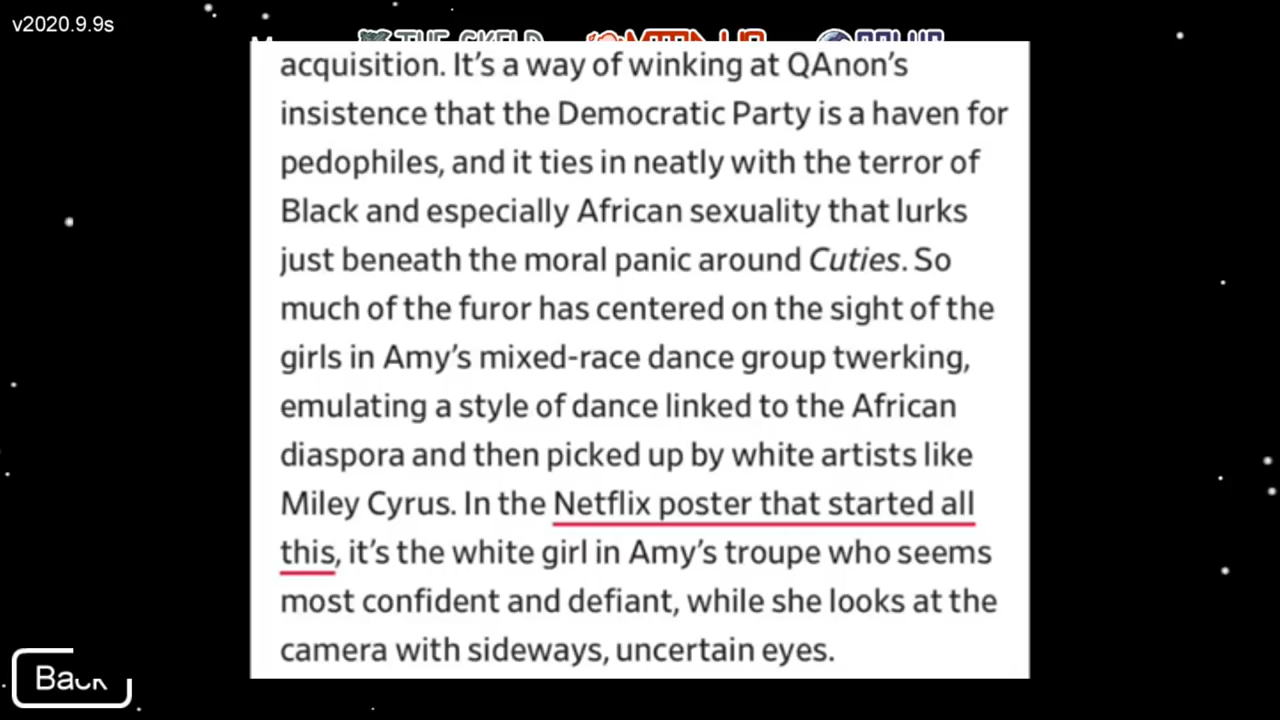 v2020.9.9s
THE SKELD
acquisition. It’s a way of winking at QAnon’s
insistence that the Democratic Party is a haven for
pedophiles, and it ties in neatly with the terror of
Black and especially African sexuality that lurks
just beneath the moral panic around Cuties. So
much of the furor has centered on the sight of the
girls in Amy’s mixed-race dance group twerking,
emulating a style of dance linked to the African
diaspora and then picked up by white artists like
Miley Cyrus. In the Netflix poster that started all
this, it’s the white girl in Amy’s troupe who seems
most confident and defiant, while she looks at the
camera with sideways, uncertain eyes.
Back